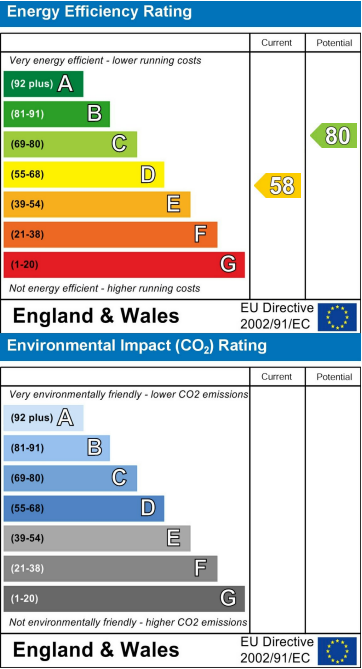 Energy Efficiency Rating
Current Potential
Very energy efficient - lower running costs
(92 plus) A
(81-91) B
(69-80) C
(55-68) D
(39-54) E
(21-38) F
(1-20) G
80
58
Not energy efficient - higher running costs
England & Wales
EU Directive
2002/91/EC
Environmental Impact (CO₂) Rating
Current Potential
Very environmentally friendly - lower CO2 emissions
(92 plus) A
(81-91) B
(69-80) C
(55-68) D
(39-54) E
(21-38) F
(1-20) G
Not environmentally friendly - higher CO2 emissions
England & Wales
EU Directive
2002/91/EC